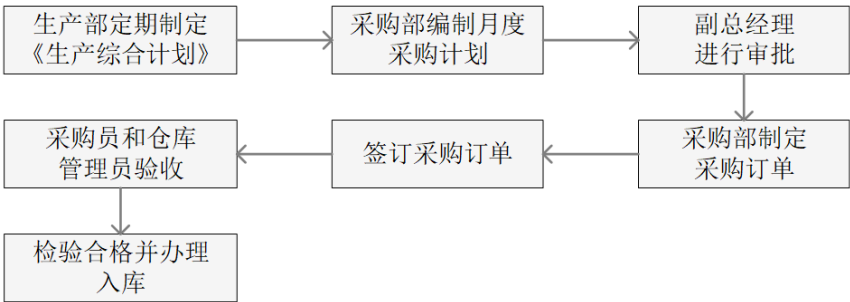 生产部定期制定
《生产综合计划》
采购部编制月度
采购计划
副总经理
进行审批
采购部制定
采购订单
签订采购订单
采购员和仓库
管理员验收
检验合格并办理
入库